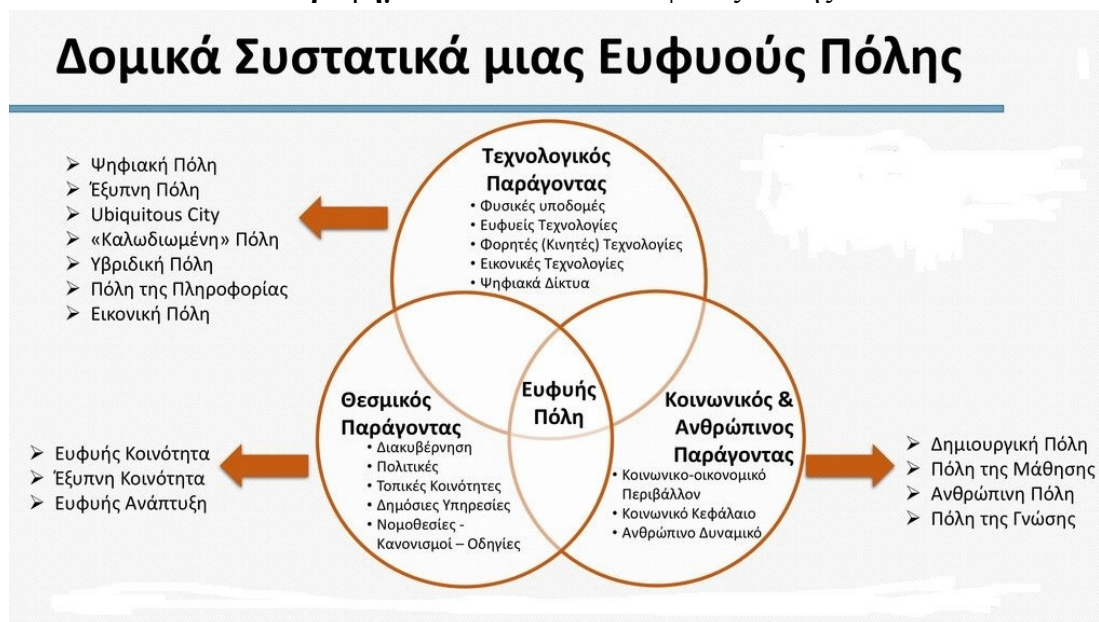 Δομικά Συστατικά μιας Ευφυούς Πόλης
Ψηφιακή Πόλη
Έξυπνη Πόλη
Ubiquitous City
«Καλωδιωμένη» Πόλη
Υβριδική Πόλη
Πόλη της Πληροφορίας
Εικονική Πόλη
Τεχνολογικός
Παράγοντας
• Φυσικές υποδομές
• Ευφυείς Τεχνολογίες
• Φορητές (Κινητές) Τεχνολογίες
• Εικονικές Τεχνολογίες
• Ψηφιακά Δίκτυα
Ευφυής
Πόλη
Θεσμικός
Παράγοντας
• Διακυβέρνηση
• Πολιτικές
• Τοπικές Κοινότητες
• Δημόσιες Υπηρεσίες
• Νομοθεσίες -
Κανονισμοί – Οδηγίες
Κοινωνικός &
Ανθρώπινος
Παράγοντας
• Κοινωνικο-οικονομικό
Περιβάλλον
• Κοινωνικό Κεφάλαιο
• Ανθρώπινο Δυναμικό
Ευφυής Κοινότητα
Έξυπνη Κοινότητα
Ευφυής Ανάπτυξη
Δημιουργική Πόλη
Πόλη της Μάθησης
Ανθρώπινη Πόλη
Πόλη της Γνώσης